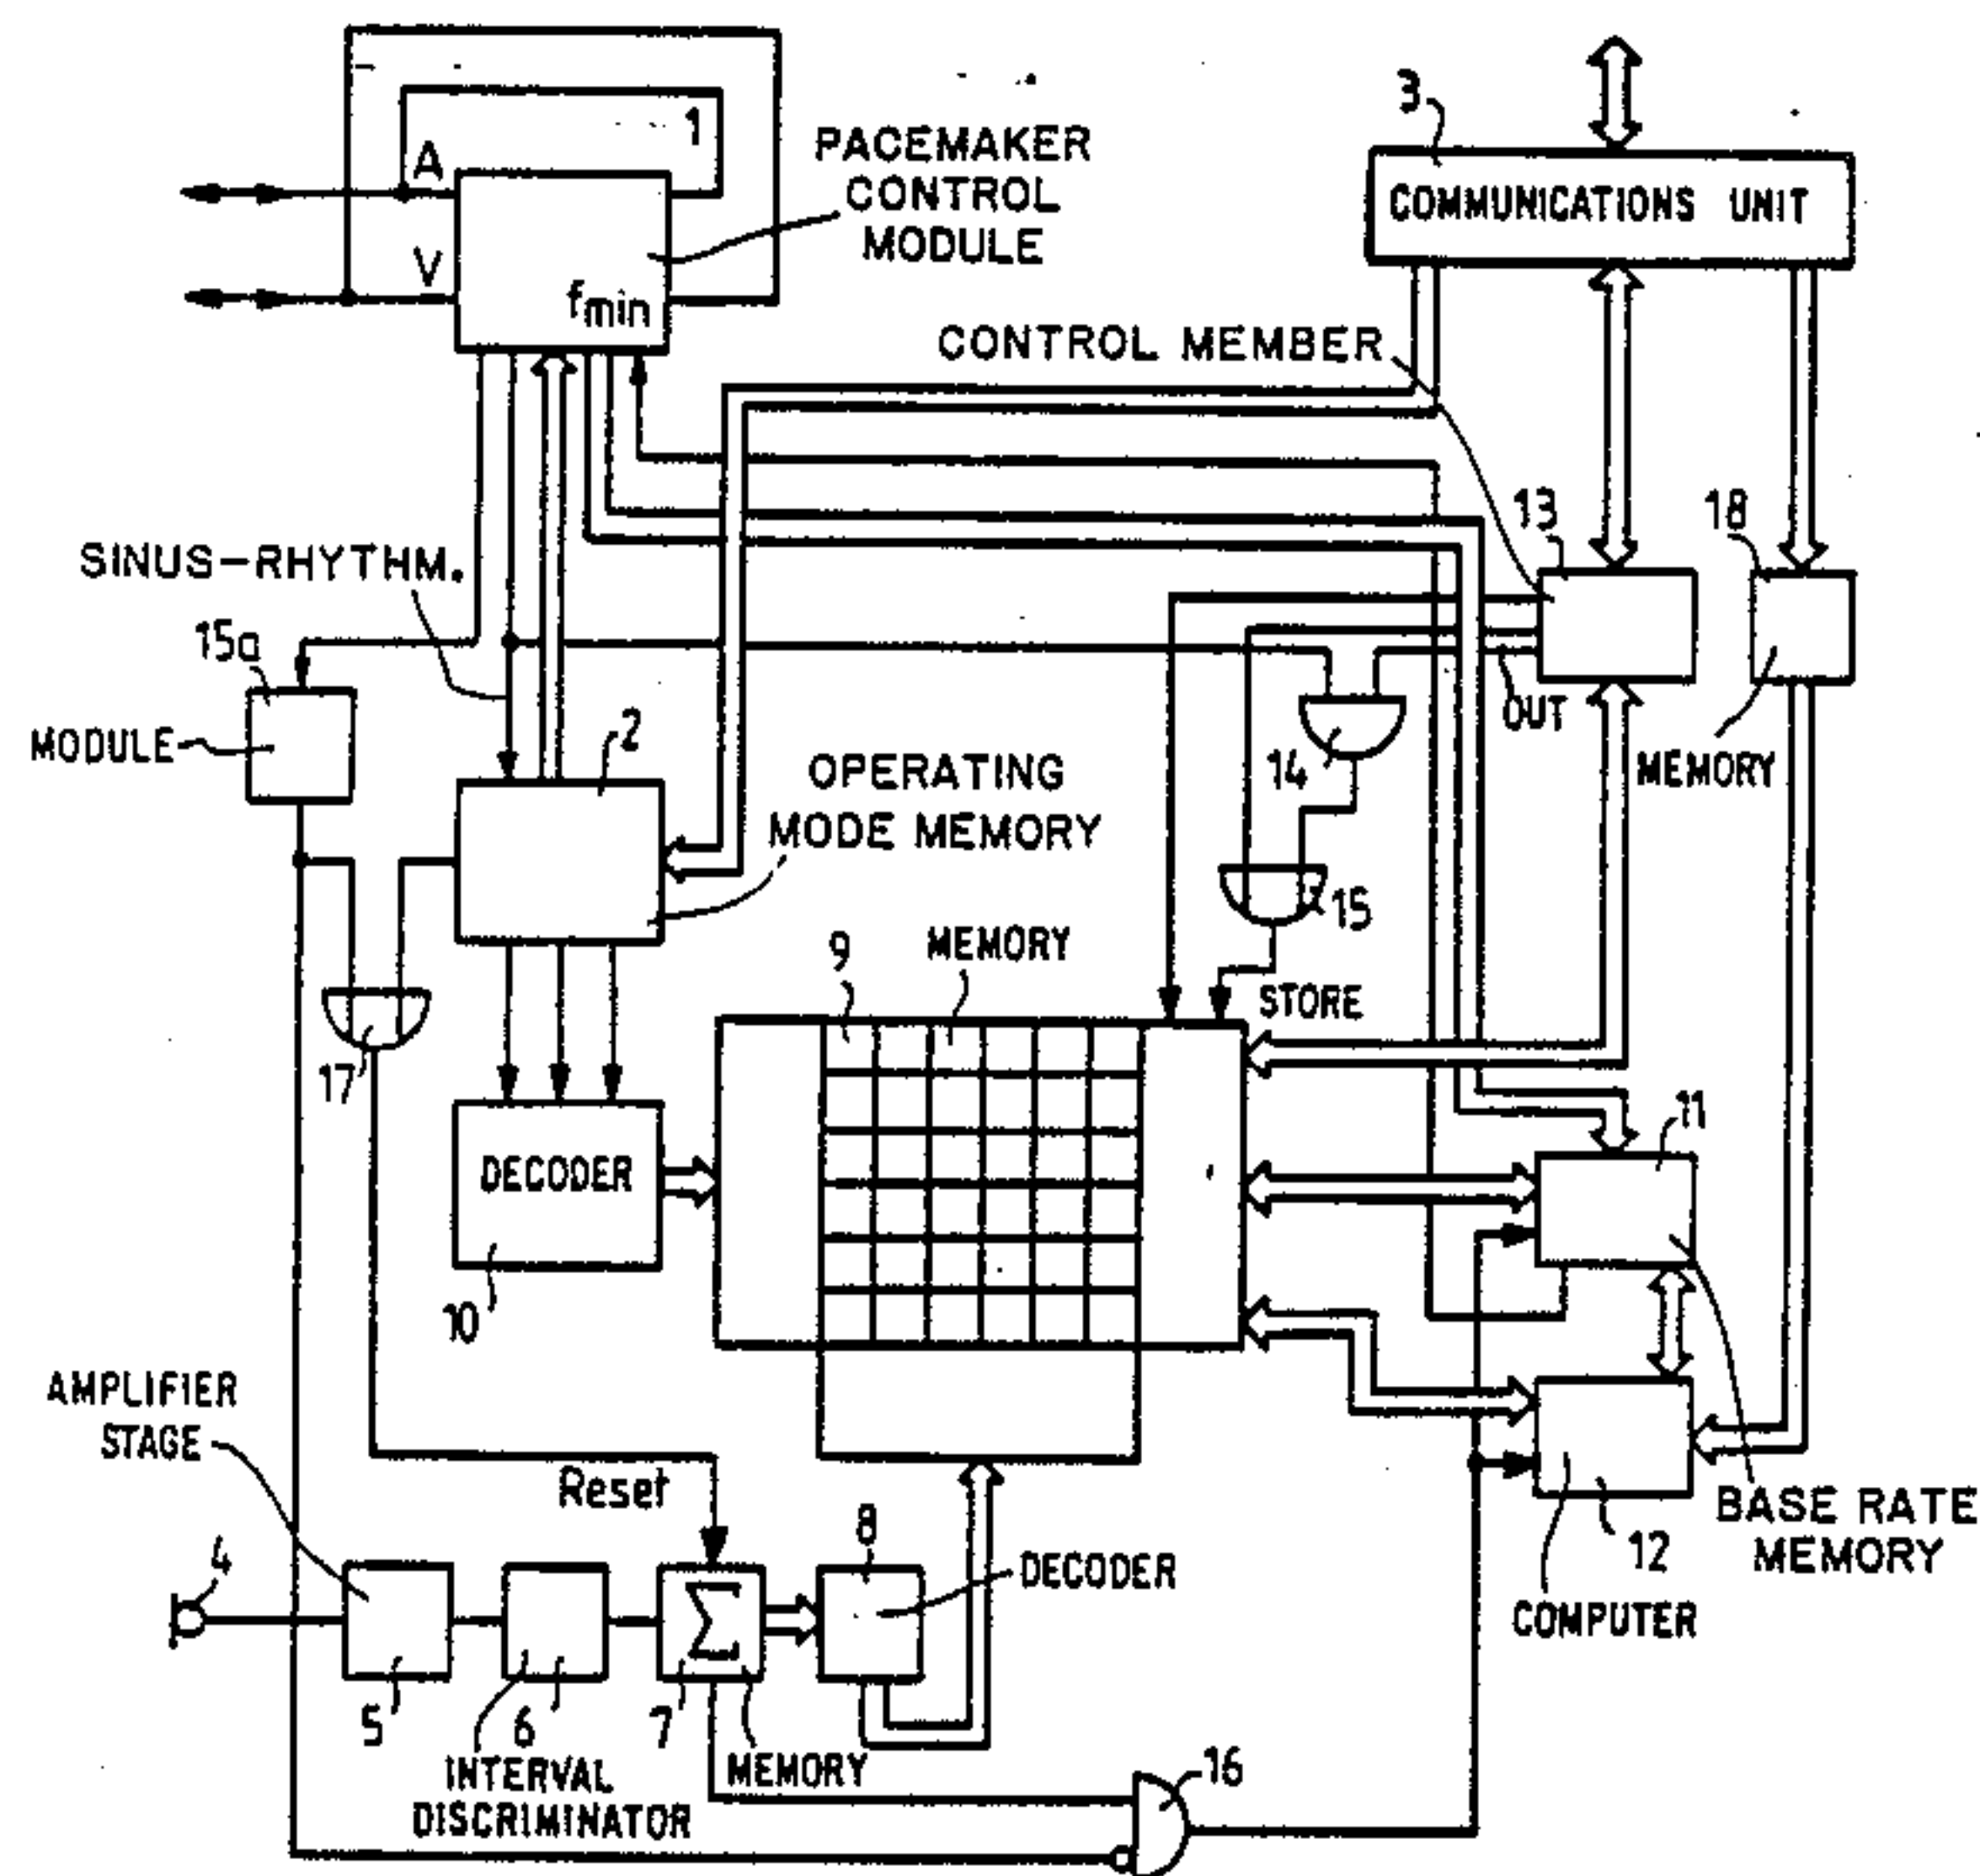 1
A
PACEMAKER
CONTROL
MODULE
V
fmin
3
COMMUNICATIONS UNIT
CONTROL MEMBER
SINUS-RHYTHM.
13
18
15a
MODULE
OUT
2
14
MEMORY
OPERATING
MODE MEMORY
15
9
MEMORY
STORE
17
DECODER
11
10
AMPLIFIER
STAGE
Reset
BASE RATE
MEMORY
12
4
8
DECODER
COMPUTER
Σ
5
6
7
MEMORY
INTERVAL
DISCRIMINATOR
16